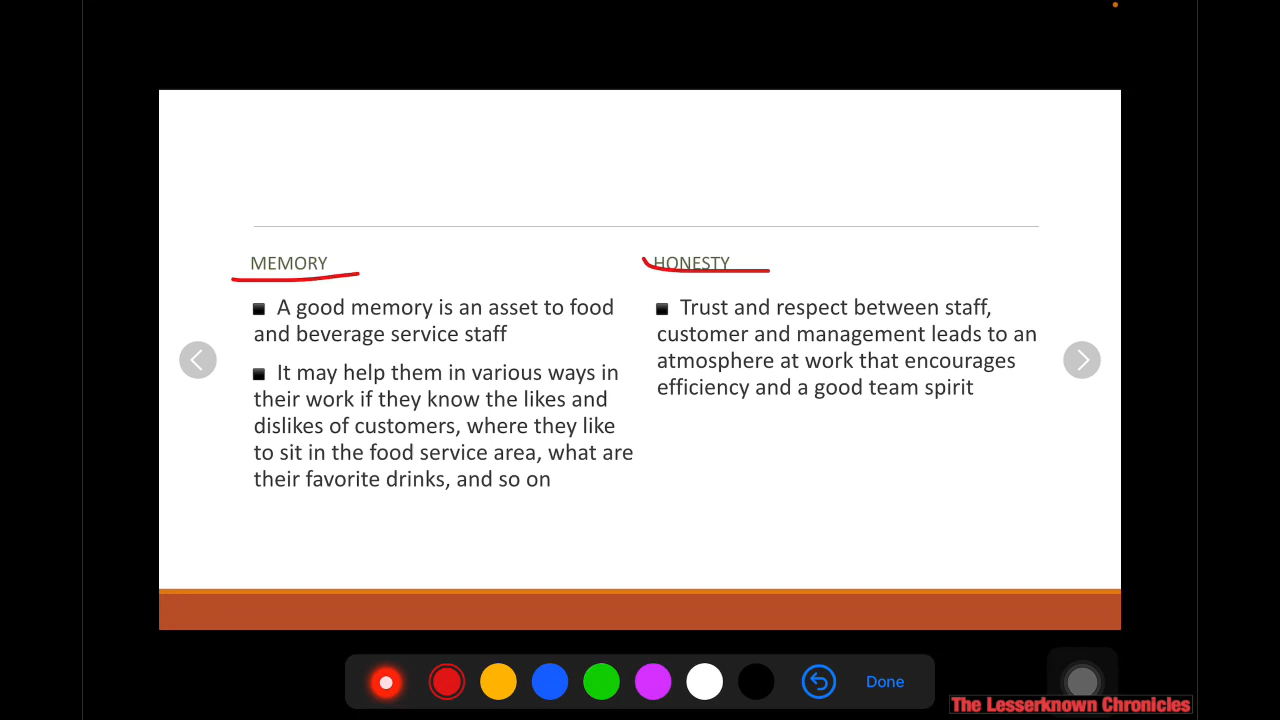 MEMORY
A good memory is an asset to food
and beverage service staff
It may help them in various ways in
their work if they know the likes and
dislikes of customers, where they like
to sit in the food service area, what are
their favorite drinks, and so on
HONESTY
Trust and respect between staff,
customer and management leads to an
atmosphere at work that encourages
efficiency and a good team spirit
Done
The Lesserknown Chronicles